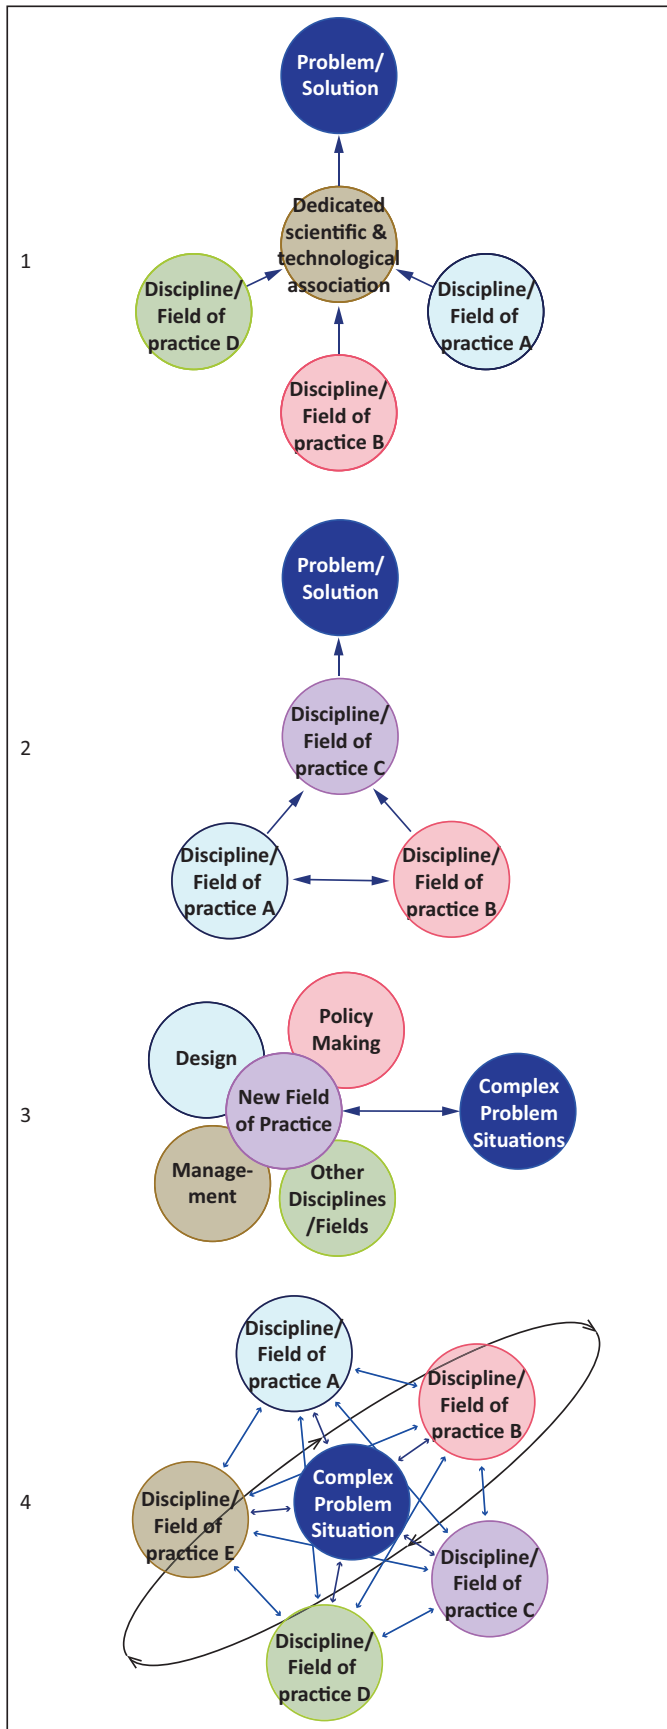 Problem/
Solution
Dedicated
scientific &
technological
association
1
Discipline/
Field of
practice D
Discipline/
Field of
practice A
Discipline/
Field of
practice B
Problem/
Solution
Discipline/
Field of
practice C
2
Discipline/
Field of
practice A
Discipline/
Field of
practice B
Policy
Making
Design
New Field
of Practice
Complex
Problem
Situations
3
Manage-
ment
Other
Disciplines
/Fields
Discipline/
Field of
practice A
Discipline/
Field of
practice B
Complex
Problem
Situation
4
Discipline/
Field of
practice E
Discipline/
Field of
practice C
Discipline/
Field of
practice D